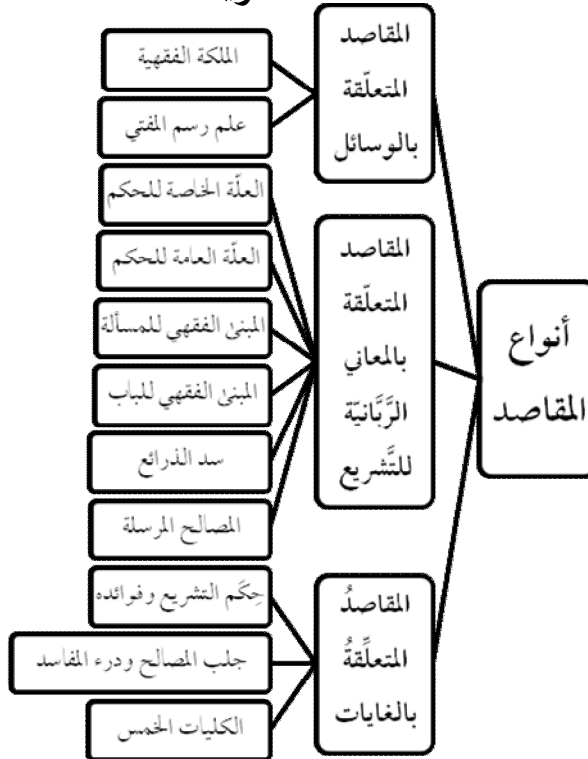 أنواع
المقاصد
المقاصد
المتعلّقة
بالوسائل
الملكة الفقهية
علم رسم المفتي
المقاصد
المتعلّقة
بالمعاني
الرَّبَّانيّة
للتَّشريع
العلّة الخاصة للحكم
العلّة العامة للحكم
المبنى الفقهي للمسألة
المبنى الفقهي للباب
سد الذرائع
المصالح المرسلة
المقاصدُ
المتعلِّقةُ
بالغايات
حِكَم التشريع وفوائده
جلب المصالح ودرء المفاسد
الكليات الخمس